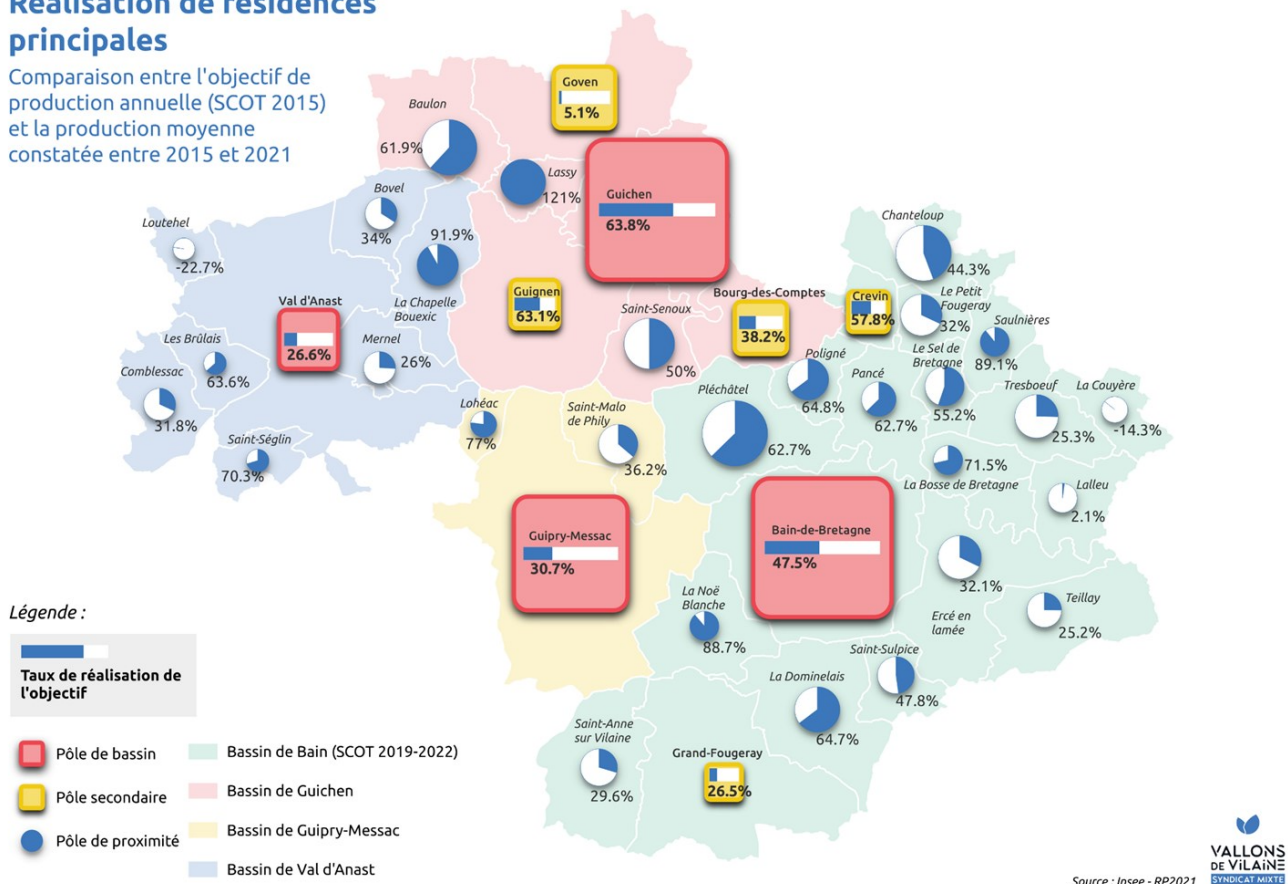 Réalisation de résidences
principales
Comparaison entre l'objectif de
production annuelle (SCOT 2015)
et la production moyenne
constatée entre 2015 et 2021
Goven
5.1%
Baulon
61.9%
Lassy
121%
Guichen
63.8%
Bovel
34%
Loutehel
-22.7%
91.9%
La Chapelle
Bouexic
Chanteloup
44.3%
Val d'Anast
26.6%
Guignen
63.1%
Saint-Senoux
50%
Bourg-des-Comptes
38.2%
Crevin
57.8%
Le Petit
Fougeray
32%
Saulnières
89.1%
Les Brûlais
63.6%
Mernel
26%
Comblessac
31.8%
Poligné
64.8%
Pancé
62.7%
Le Sel de
Bretagne
55.2%
Tresboeuf
25.3%
La Couyère
-14.3%
Lohéac
77%
Saint-Malo
de Phily
36.2%
Pléchâtel
62.7%
Saint-Séglin
70.3%
71.5%
La Bosse de Bretagne
Lalleu
2.1%
Guipry-Messac
30.7%
Bain-de-Bretagne
47.5%
32.1%
Ercé en
lamée
Teillay
25.2%
La Noë
Blanche
88.7%
Saint-Sulpice
47.8%
La Dominelais
64.7%
Saint-Anne
sur Vilaine
29.6%
Grand-Fougeray
26.5%
Légende :
Taux de réalisation de
l'objectif
Pôle de bassin
Pôle secondaire
Pôle de proximité
Bassin de Bain (SCOT 2019-2022)
Bassin de Guichen
Bassin de Guipry-Messac
Bassin de Val d'Anast
Source : Insee - RP2021
VALLONS
DE VILAINE
SYNDICAT MIXTE